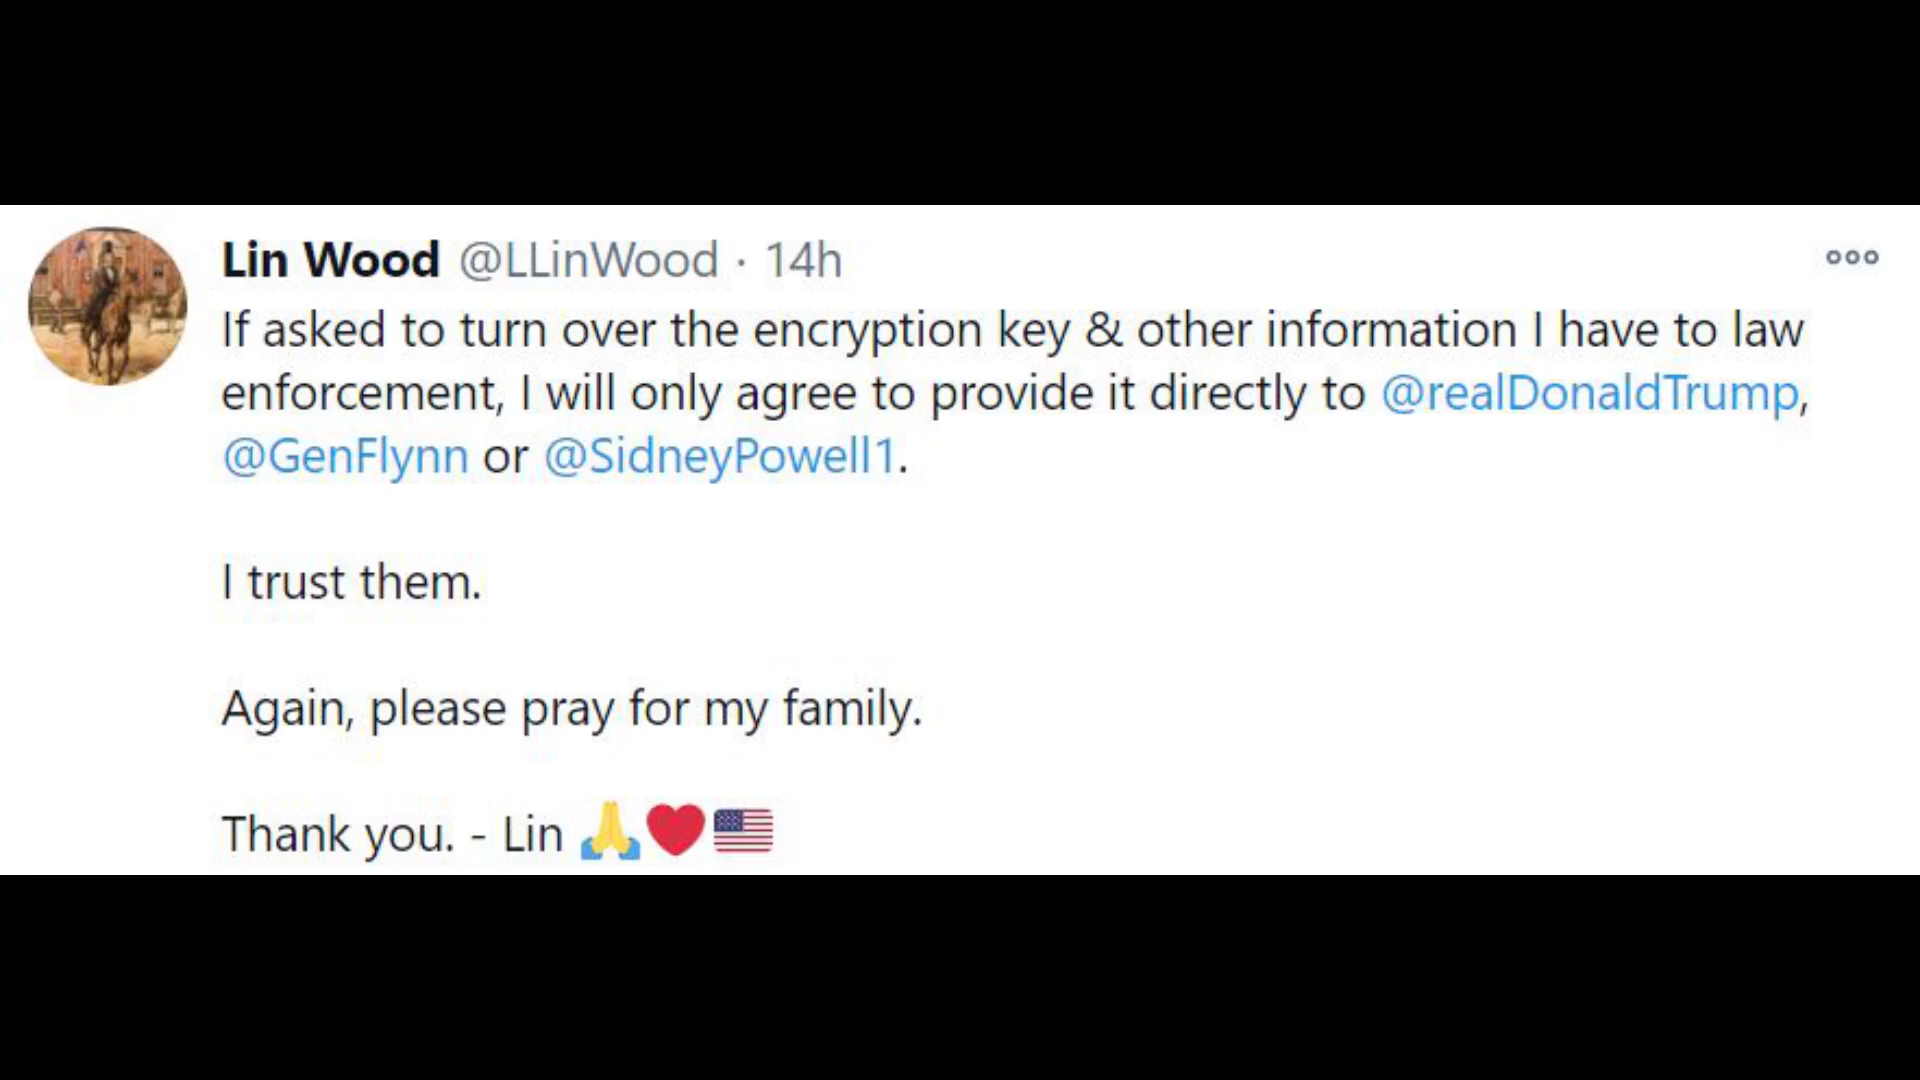 Lin Wood @LLinWood · 14h
If asked to turn over the encryption key & other information I have to law
enforcement, I will only agree to provide it directly to @realDonaldTrump,
@GenFlynn or @SidneyPowell1.
I trust them.
Again, please pray for my family.
Thank you. - Lin 🙏❤️🇺🇸